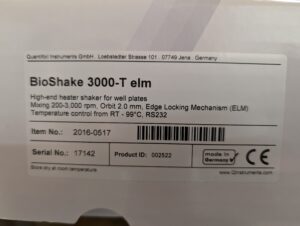 Quantifoil Instruments GmbH · Loebstedter Strasse 101 · 07749 Jena · Germany
BioShake 3000-T elm
High-end heater shaker for well plates
Mixing 200-3,000 rpm, Orbit 2.0 mm, Edge Locking Mechanism (ELM)
Temperature control from RT - 99°C, RS232
Item No.: 2016-0517
Serial No.: 17142
Product ID: 002522
made in
Germany
CE
Store dry at room temperature
www.QInstruments.com